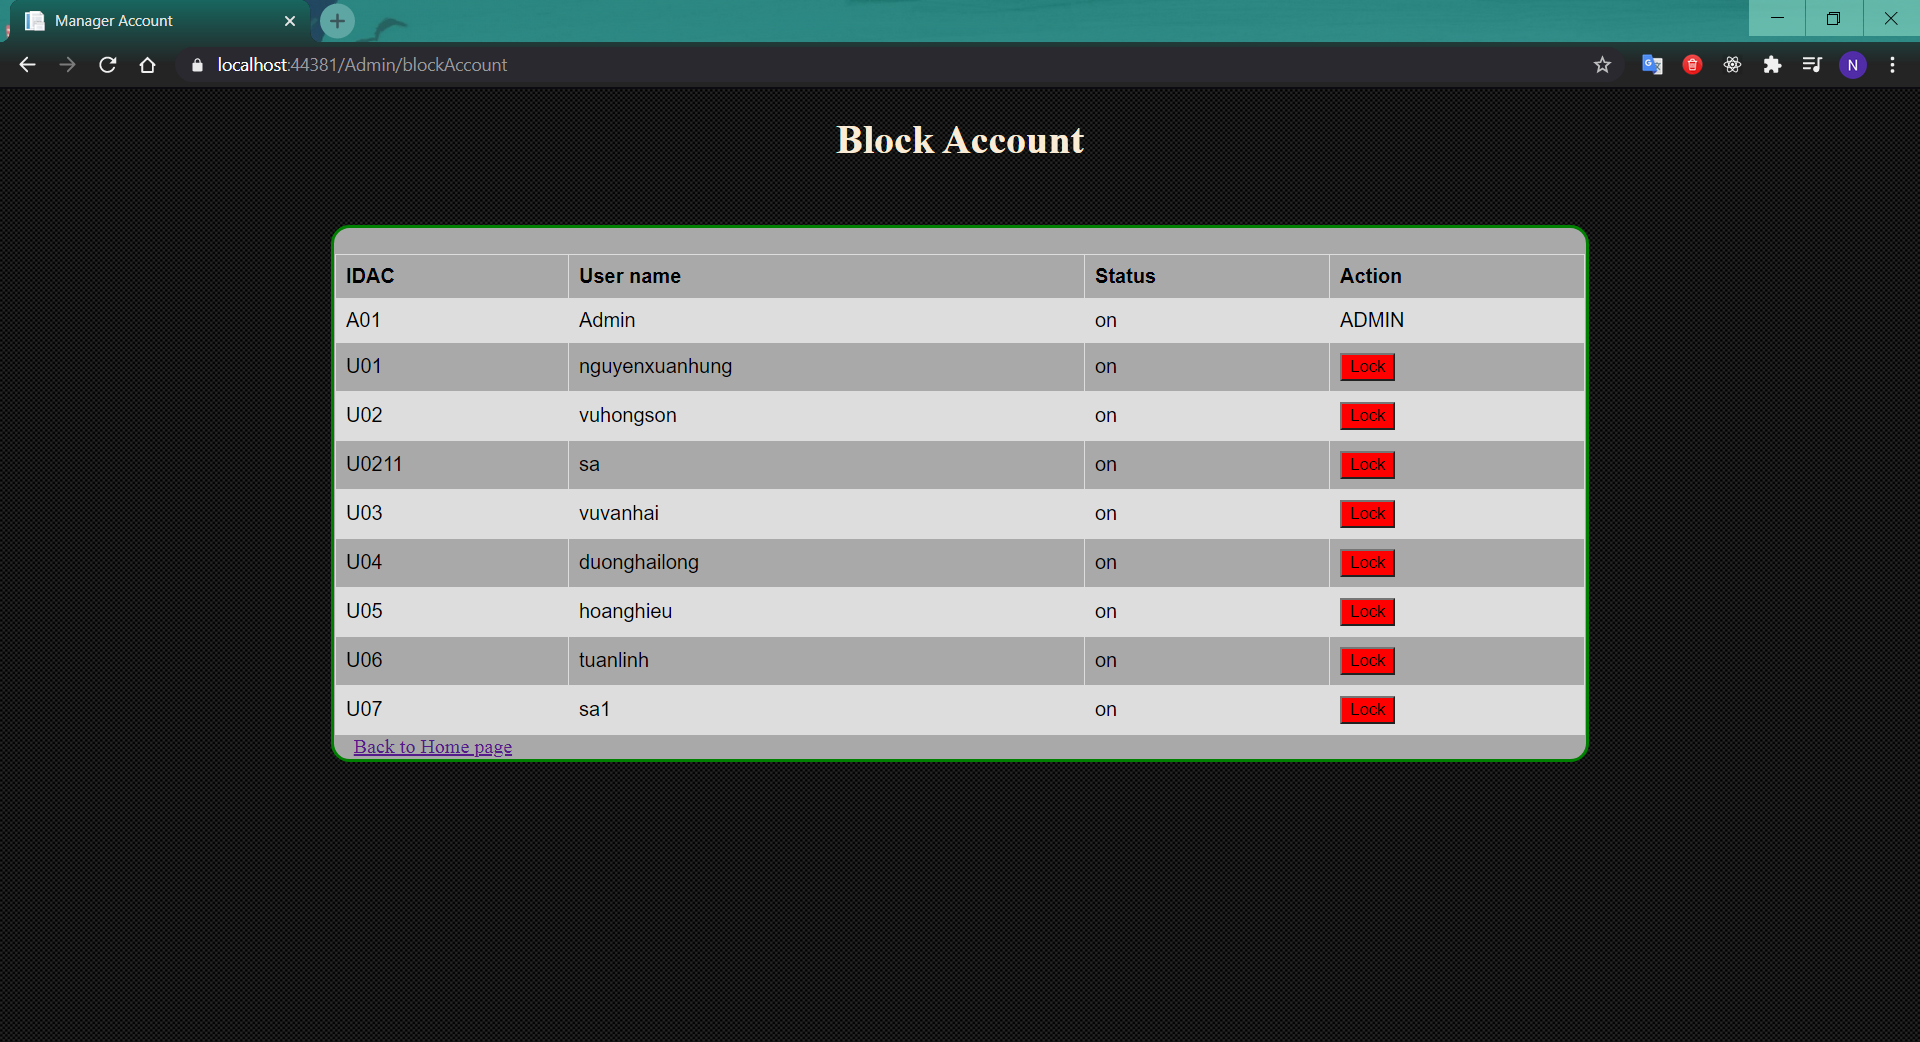 Manager Account
localhost:44381/Admin/blockAccount
N
Block Account
IDAC User name Status Action
A01 Admin on ADMIN
U01 nguyenxuanhung on Lock
U02 vuhongson on Lock
U0211 sa on Lock
U03 vuvanhai on Lock
U04 duonghailong on Lock
U05 hoanghieu on Lock
U06 tuanlinh on Lock
U07 sa1 on Lock
Back to Home page